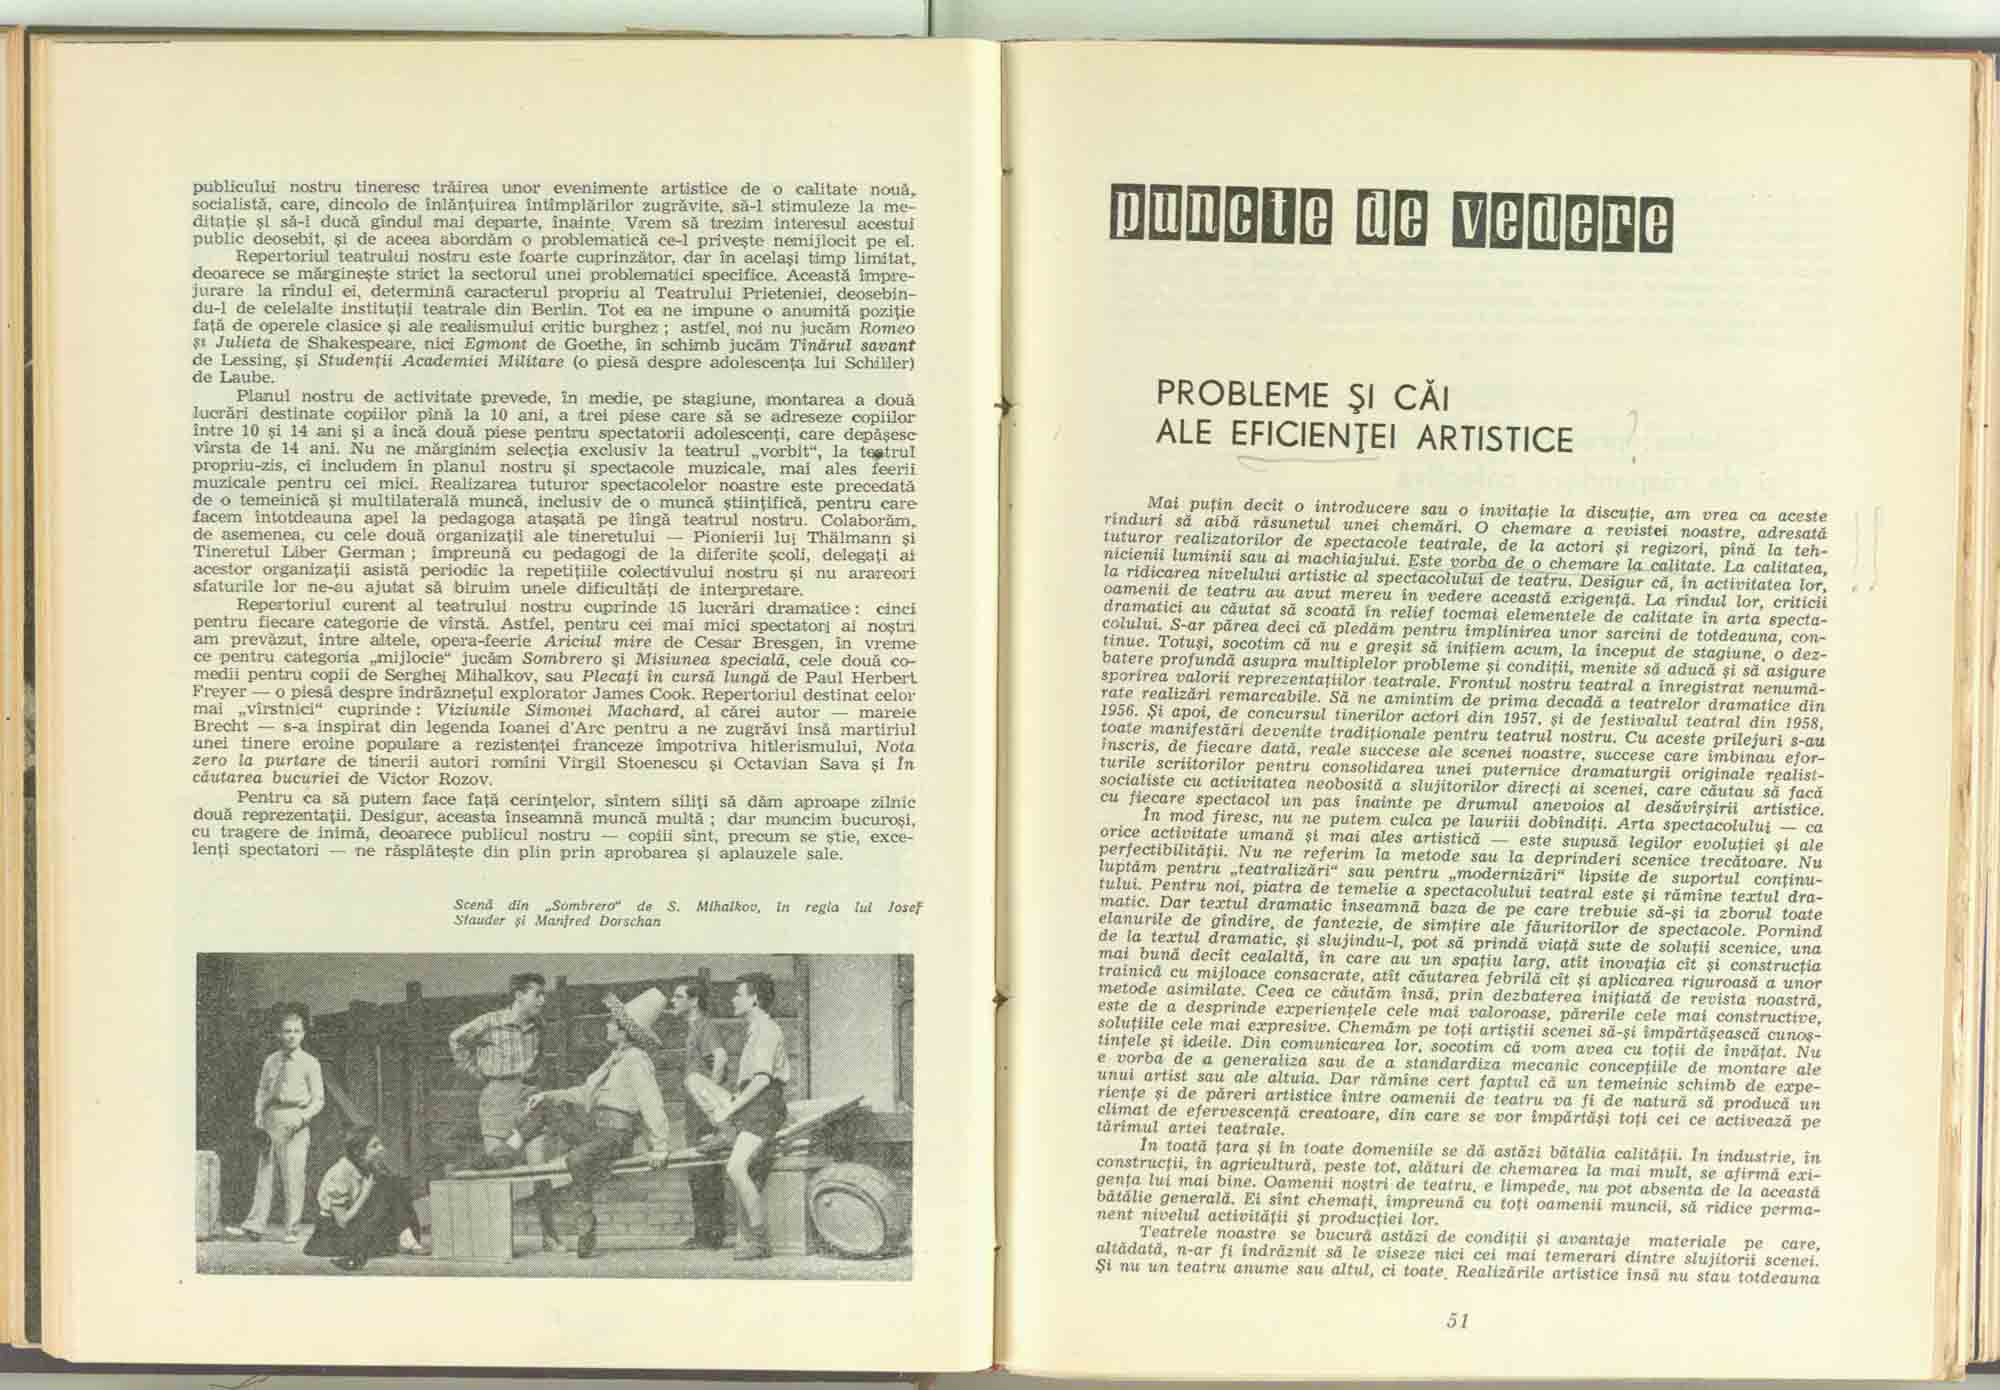 publicului nostru tineresc trăirea unor evenimente artistice de o calitate nouă,
socialistă, care, dincolo de înlănțuirea întîmplărilor zugrăvite, să-l stimuleze la me-
ditație și să-l ducă gîndul mai departe, înainte. Vrem să trezim interesul acestui
public deosebit, și de aceea abordăm o problematică ce-l privește nemijlocit pe el.
Repertoriul teatrului nostru este foarte cuprinzător, dar în același timp limitat,
deoarece se mărginește strict la sectorul unei problematici specifice. Această împre-
jurare la rîndul ei, determină caracterul propriu al Teatrului Prieteniei, deosebin-
du-l de celelalte instituții teatrale din Berlin. Tot ea ne impune o anumită poziție
față de operele clasice și ale realismului critic burghez ; astfel, noi nu jucăm Romeo
și Julieta de Shakespeare, nici Egmont de Goethe, în schimb jucăm Tînărul savant
de Lessing, și Studenții Academiei Militare (o piesă despre adolescența lui Schiller)
de Laube.
Planul nostru de activitate prevede, în medie, pe stagiune, montarea a două
lucrări destinate copiilor pînă la 10 ani, a trei piese care să se adreseze copiilor
între 10 și 14 ani și a încă două piese pentru spectatorii adolescenți, care depășesc
vîrsta de 14 ani. Nu ne mărginim selecția exclusiv la teatrul „vorbit“, la teatrul
propriu-zis, ci includem în planul nostru și spectacole muzicale, mai ales feerii
muzicale pentru cei mici. Realizarea tuturor spectacolelor noastre este precedată
de o temeinică și multilaterală muncă, inclusiv de o muncă științifică, pentru care
facem întotdeauna apel la pedagoga atașată pe lîngă teatrul nostru. Colaborăm,
de asemenea, cu cele două organizații ale tineretului — Pionierii lui Thälmann și
Tineretul Liber German ; împreună cu pedagogi de la diferite școli, delegați ai
acestor organizații asistă periodic la repetițiile colectivului nostru și nu arareori
sfaturile lor ne-au ajutat să biruim unele dificultăți de interpretare.
Repertoriul curent al teatrului nostru cuprinde 15 lucrări dramatice : cinci
pentru fiecare categorie de vîrstă. Astfel, pentru cei mai mici spectatori ai noștri
am prevăzut, între altele, opera-feerie Ariciul mire de Cesar Bresgen, în vreme
ce pentru categoria „mijlocie“ jucăm Sombrero și Misiunea specială, cele două co-
medii pentru copii de Serghei Mihalkov, sau Plecați în cursă lungă de Paul Herbert
Freyer — o piesă despre îndrăznețul explorator James Cook. Repertoriul destinat celor
mai „vîrstnici“ cuprinde : Viziunile Simonei Machard, al cărei autor — marele
Brecht — s-a inspirat din legenda Ioanei d'Arc pentru a ne zugrăvi însă martiriul
unei tinere eroine populare a rezistenței franceze împotriva hitlerismului, Nota
zero la purtare de tinerii autori romîni Virgil Stoenescu și Octavian Sava și În
căutarea bucuriei de Victor Rozov.
Pentru ca să putem face față cerințelor, sîntem siliți să dăm aproape zilnic
două reprezentații. Desigur, aceasta înseamnă muncă multă ; dar muncim bucuroși,
cu tragere de inimă, deoarece publicul nostru — copiii sînt, precum se știe, exce-
lenți spectatori — ne răsplătește din plin prin aprobarea și aplauzele sale.
Scenă din „Sombrero“ de S. Mihalkov, în regia lui Josef
Stauder și Manfred Dorschan
puncte de vedere
PROBLEME ȘI CĂI
ALE EFICIENȚEI ARTISTICE ?
Mai puțin decît o introducere sau o invitație la discuție, am vrea ca aceste
rînduri să aibă răsunetul unei chemări. O chemare a revistei noastre, adresată
tuturor realizatorilor de spectacole teatrale, de la actori și regizori, pînă la teh-
nicienii luminii sau ai machiajului. Este vorba de o chemare la calitate. La calitatea,
la ridicarea nivelului artistic al spectacolului de teatru. Desigur că, în activitatea lor,
oamenii de teatru au avut mereu în vedere această exigență. La rîndul lor, criticii
dramatici au căutat să scoată în relief tocmai elementele de calitate în arta specta-
colului. S-ar părea deci că pledăm pentru împlinirea unor sarcini de totdeauna, con-
tinue. Totuși, socotim că nu e greșit să inițiem acum, la început de stagiune, o dez-
batere profundă asupra multiplelor probleme și condiții, menite să aducă și să asigure
sporirea valorii reprezentațiilor teatrale. Frontul nostru teatral a înregistrat nenumă-
rate realizări remarcabile. Să ne amintim de prima decadă a teatrelor dramatice din
1956. Și apoi, de concursul tinerilor actori din 1957, și de festivalul teatral din 1958,
toate manifestări devenite tradiționale pentru teatrul nostru. Cu aceste prilejuri s-au
înscris, de fiecare dată, reale succese ale scenei noastre, succese care îmbinau efor-
turile scriitorilor pentru consolidarea unei puternice dramaturgii originale realist-
socialiste cu activitatea neobosită a slujitorilor direcți ai scenei, care căutau să facă
cu fiecare spectacol un pas înainte pe drumul anevoios al desăvîrșirii artistice.
În mod firesc, nu ne putem culca pe laurii dobîndiți. Arta spectacolului — ca
orice activitate umană și mai ales artistică — este supusă legilor evoluției și ale
perfectibilității. Nu ne referim la metode sau la deprinderi scenice trecătoare. Nu
luptăm pentru „teatralizări“ sau pentru „modernizări“ lipsite de suportul conținu-
tului. Pentru noi, piatra de temelie a spectacolului teatral este și rămîne textul dra-
matic. Dar textul dramatic înseamnă baza de pe care trebuie să-și ia zborul toate
elanurile de gîndire, de fantezie, de simțire ale făuritorilor de spectacole. Pornind
de la textul dramatic, și slujindu-l, pot să prindă viață sute de soluții scenice, una
mai bună decît cealaltă, în care au un spațiu larg, atît inovația cît și construcția
trainică cu mijloace consacrate, atît căutarea febrilă cît și aplicarea riguroasă a unor
metode asimilate. Ceea ce căutăm însă, prin dezbaterea inițiată de revista noastră,
este de a desprinde experiențele cele mai valoroase, părerile cele mai constructive,
soluțiile cele mai expresive. Chemăm pe toți artiștii scenei să-și împărtășească cunoș-
tințele și ideile. Din comunicarea lor, socotim că vom avea cu toții de învățat. Nu
e vorba de a generaliza sau de a standardiza mecanic concepțiile de montare ale
unui artist sau ale altuia. Dar rămîne cert faptul că un temeinic schimb de expe-
riențe și de păreri artistice între oamenii de teatru va fi de natură să producă un
climat de efervescență creatoare, din care se vor împărtăși toți cei ce activează pe
tărîmul artei teatrale.
În toată țara și în toate domeniile se dă astăzi bătălia calității. În industrie, în
construcții, în agricultură, peste tot, alături de chemarea la mai mult, se afirmă exi-
gența lui mai bine. Oamenii noștri de teatru, e limpede, nu pot absenta de la această
bătălie generală. Ei sînt chemați, împreună cu toți oamenii muncii, să ridice perma-
nent nivelul activității și producției lor.
Teatrele noastre se bucură astăzi de condiții și avantaje materiale pe care,
altădată, n-ar fi îndrăznit să le viseze nici cei mai temerari dintre slujitorii scenei.
Și nu un teatru anume sau altul, ci toate. Realizările artistice însă nu stau totdeauna
51